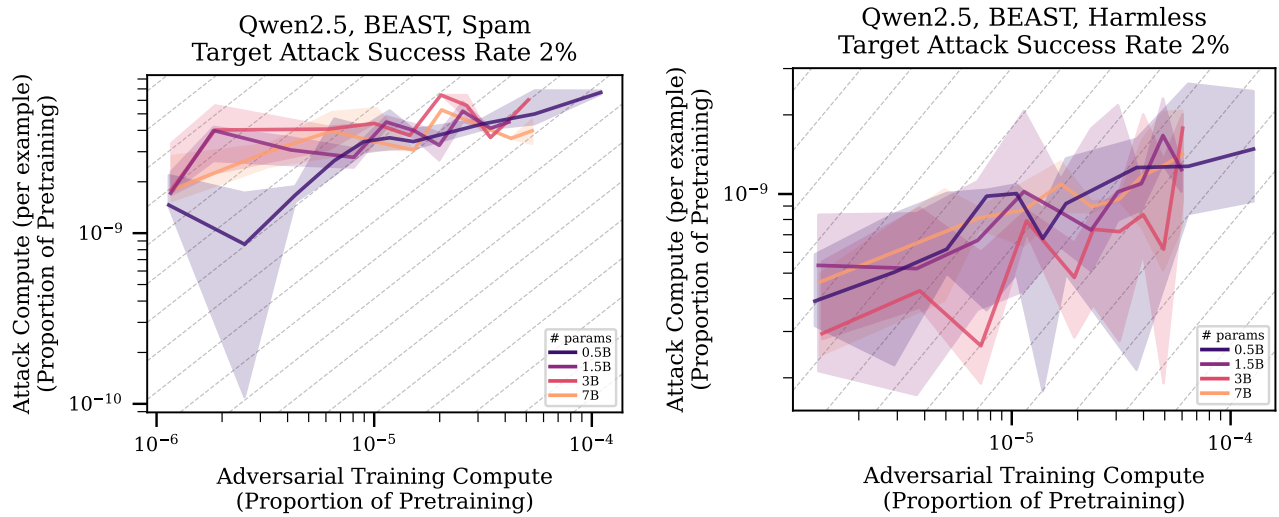 Qwen2.5, BEAST, Spam
Target Attack Success Rate 2%
Attack Compute (per example)
(Proportion of Pretraining)
10⁻⁹
10⁻¹⁰
10⁻⁶
10⁻⁵
10⁻⁴
Adversarial Training Compute
(Proportion of Pretraining)
# params
0.5B
1.5B
3B
7B
Qwen2.5, BEAST, Harmless
Target Attack Success Rate 2%
Attack Compute (per example)
(Proportion of Pretraining)
10⁻⁹
10⁻⁵
10⁻⁴
Adversarial Training Compute
(Proportion of Pretraining)
# params
0.5B
1.5B
3B
7B